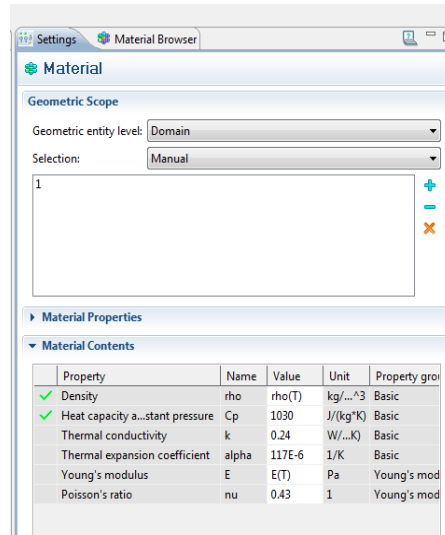 Settings Material Browser
Material
Geometric Scope
Geometric entity level: Domain
Selection: Manual
1
Material Properties
Material Contents
Property Name Value Unit Property grou
Density rho rho(T) kg/...^3 Basic
Heat capacity a...stant pressure Cp 1030 J/(kg*K) Basic
Thermal conductivity k 0.24 W/...K) Basic
Thermal expansion coefficient alpha 117E-6 1/K Basic
Young's modulus E E(T) Pa Young's mod
Poisson's ratio nu 0.43 1 Young's mod